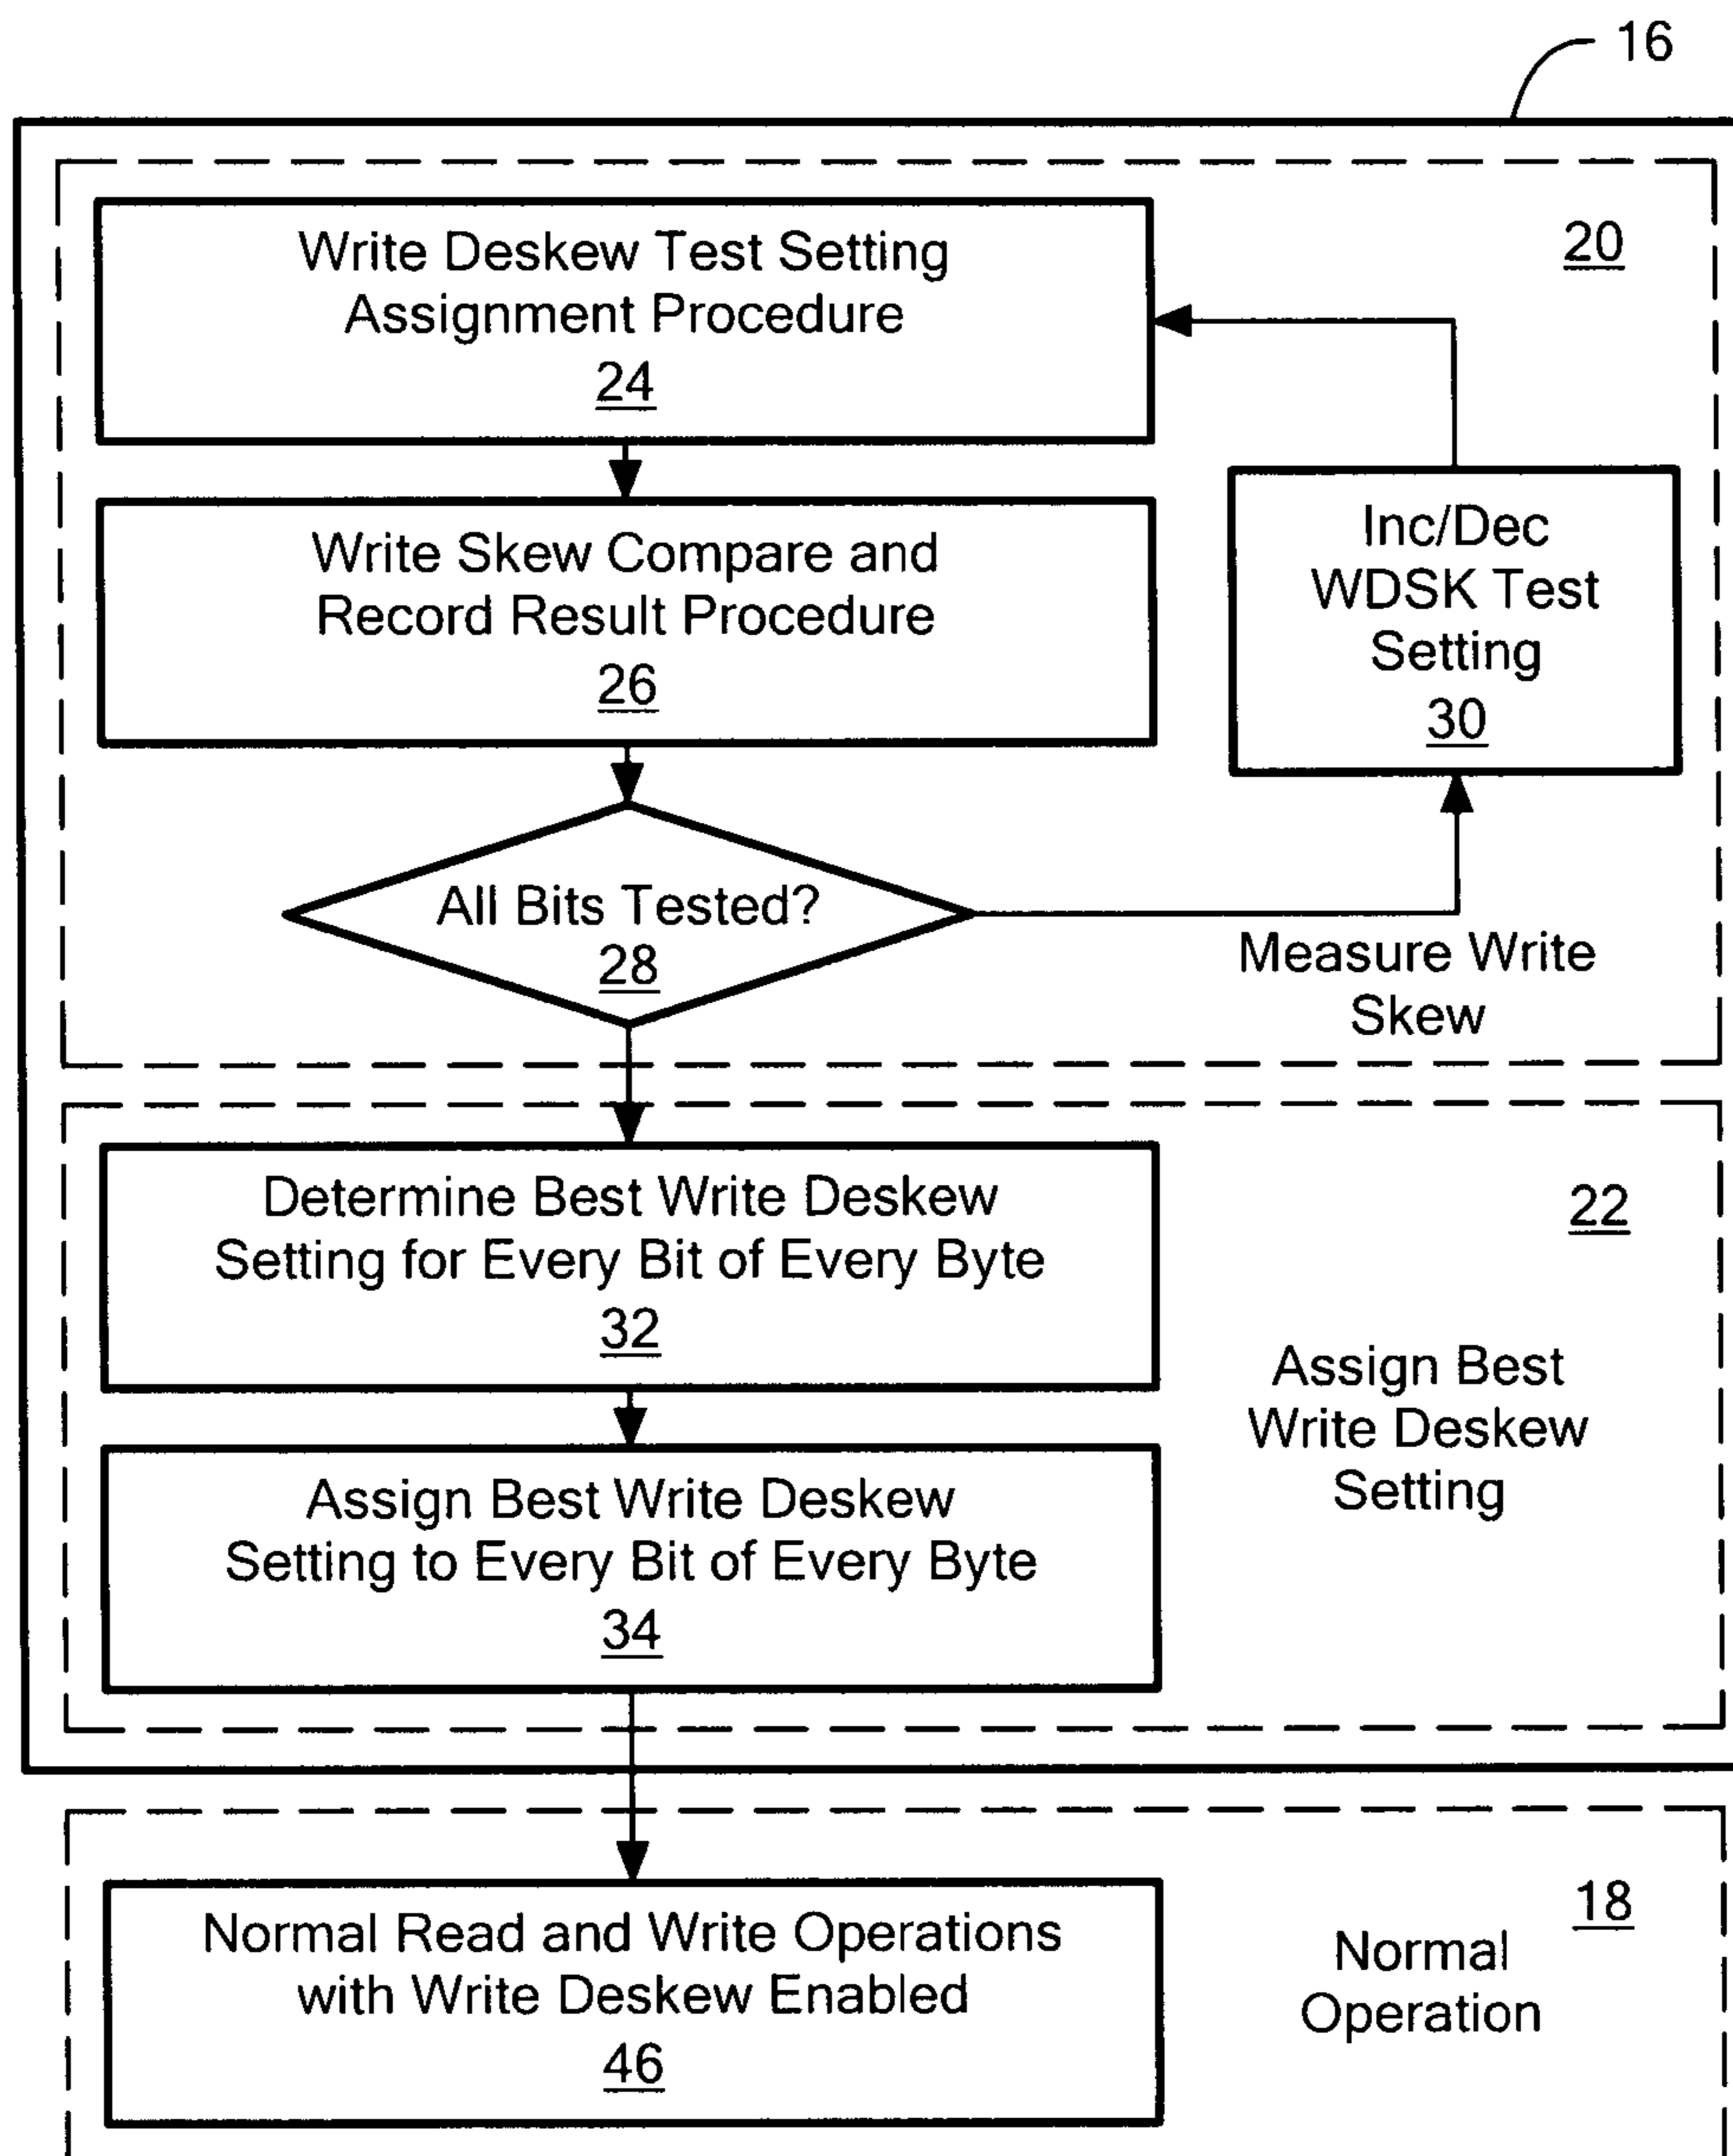 16
20
Write Deskew Test Setting
Assignment Procedure
24
Write Skew Compare and
Record Result Procedure
26
Inc/Dec
WDSK Test
Setting
30
All Bits Tested?
28
Measure Write
Skew
22
Determine Best Write Deskew
Setting for Every Bit of Every Byte
32
Assign Best
Write Deskew
Setting
Assign Best Write Deskew
Setting to Every Bit of Every Byte
34
18
Normal Read and Write Operations
with Write Deskew Enabled
46
Normal
Operation